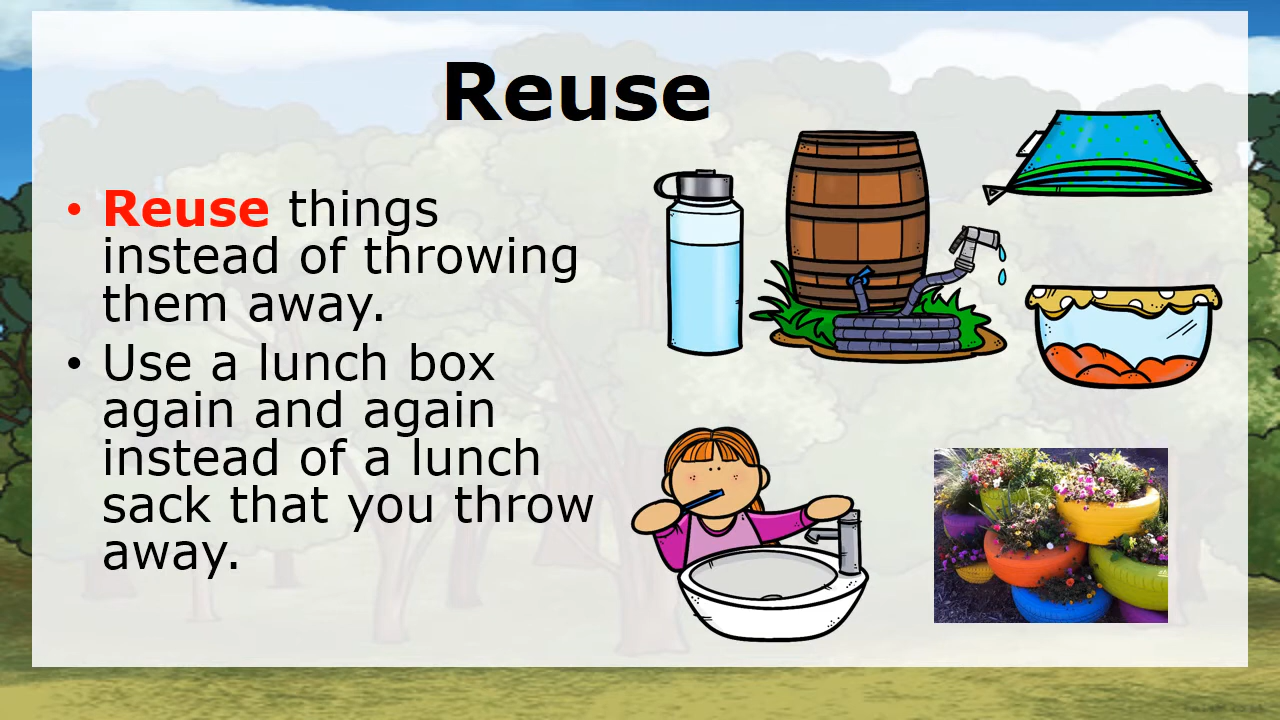 Reuse
• Reuse things
instead of throwing
them away.
• Use a lunch box
again and again
instead of a lunch
sack that you throw
away.